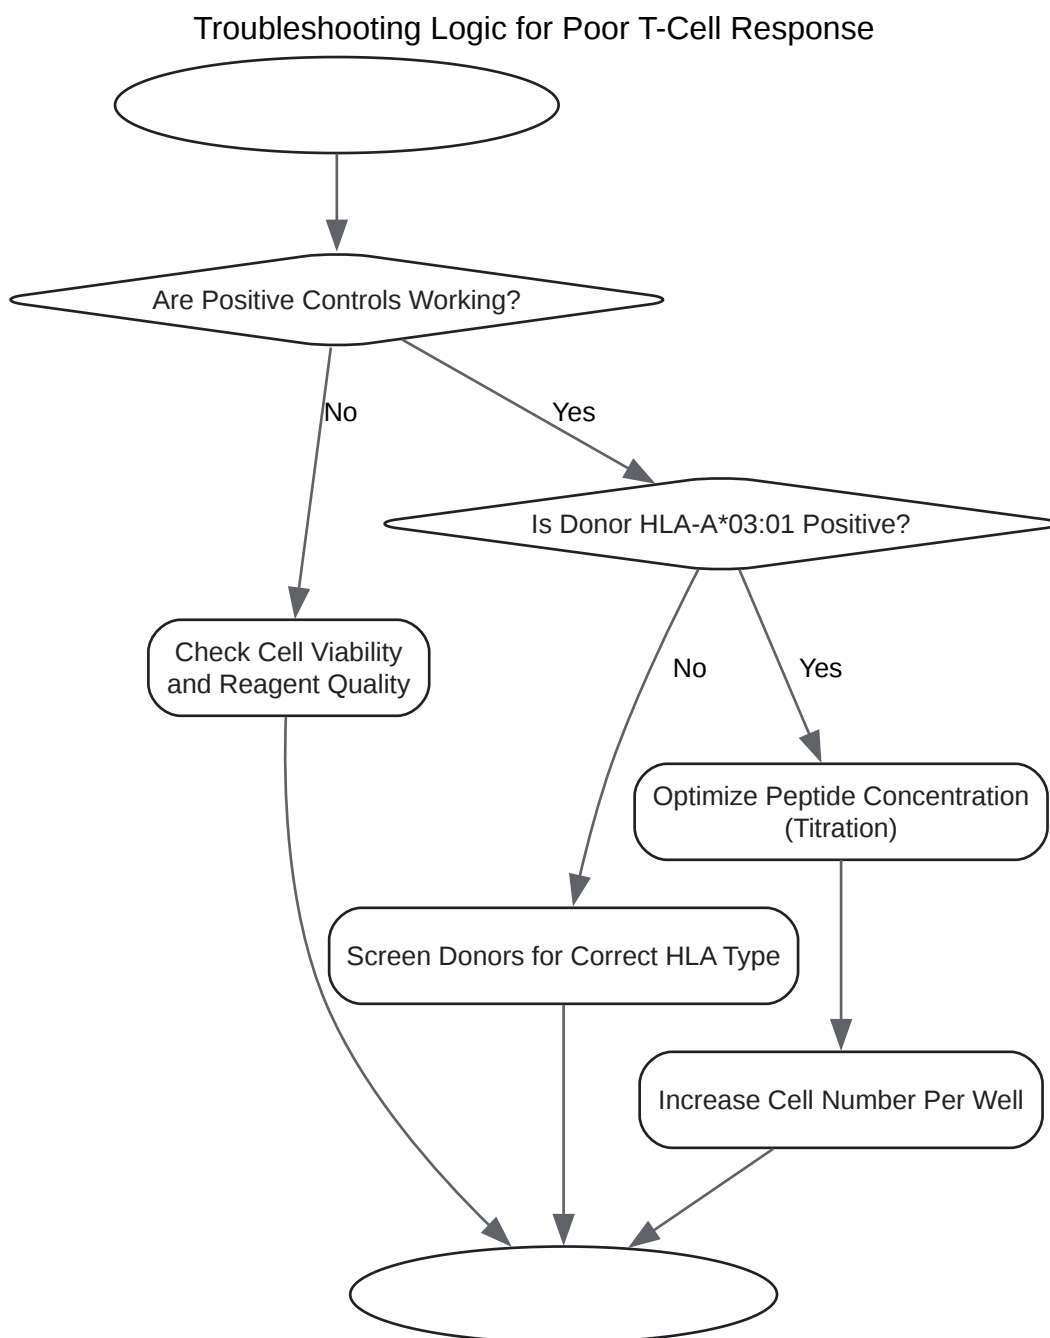 Troubleshooting Logic for Poor T-Cell Response
Are Positive Controls Working?
No
Yes
Is Donor HLA-A*03:01 Positive?
Check Cell Viability
and Reagent Quality
No
Yes
Optimize Peptide Concentration
(Titration)
Screen Donors for Correct HLA Type
Increase Cell Number Per Well